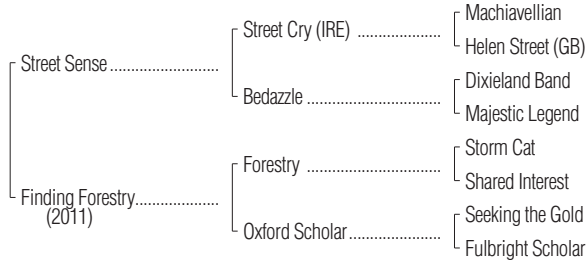 Machiavellian
Street Cry (IRE) ....................
Helen Street (GB)
Street Sense ..........................
Dixieland Band
Bedazzle .................................
Majestic Legend
Storm Cat
Forestry ................................
Shared Interest
Finding Forestry....................
(2011)
Seeking the Gold
Oxford Scholar.......................
Fulbright Scholar